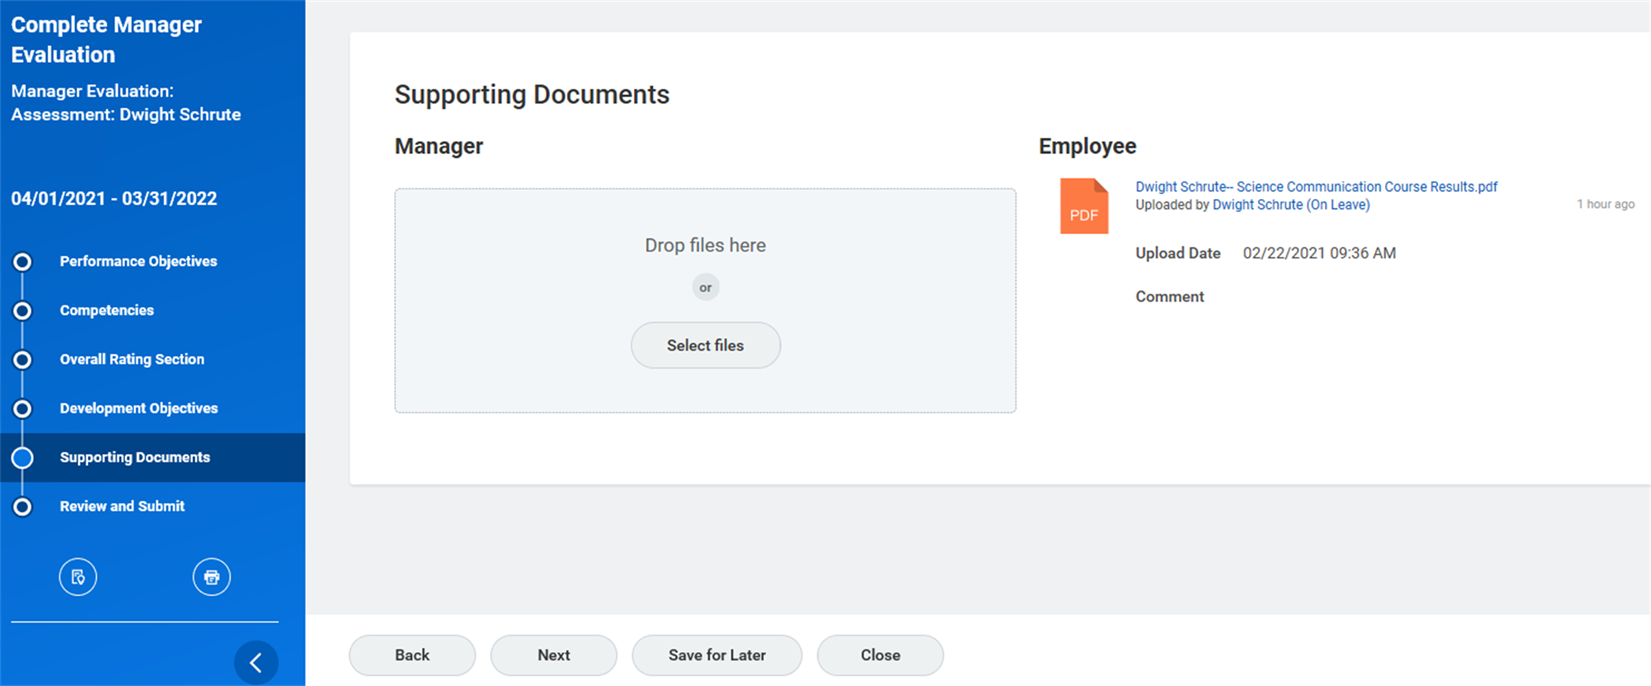 Complete Manager
Evaluation
Manager Evaluation:
Assessment: Dwight Schrute
04/01/2021 - 03/31/2022
Performance Objectives
Competencies
Overall Rating Section
Development Objectives
Supporting Documents
Review and Submit
Supporting Documents
Manager
Drop files here
or
Select files
Employee
PDF
Dwight Schrute-- Science Communication Course Results.pdf
Uploaded by Dwight Schrute (On Leave)
1 hour ago
Upload Date 02/22/2021 09:36 AM
Comment
Back
Next
Save for Later
Close